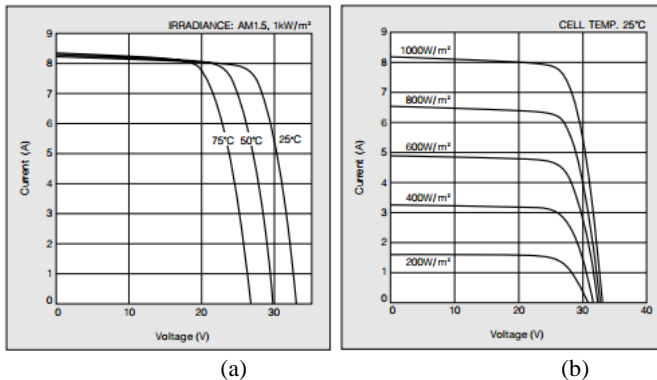 IRRADIANCE: AM1.5, 1kW/m²
9
8
7
6
5
4
3
2
1
0
Current (A)
75°C 50°C 25°C
0 10 20 30
Voltage (V)
(a)
CELL TEMP. 25°C
9
8
7
6
5
4
3
2
1
0
Current (A)
1000W/m²
800W/m²
600W/m²
400W/m²
200W/m²
0 10 20 30 40
Voltage (V)
(b)